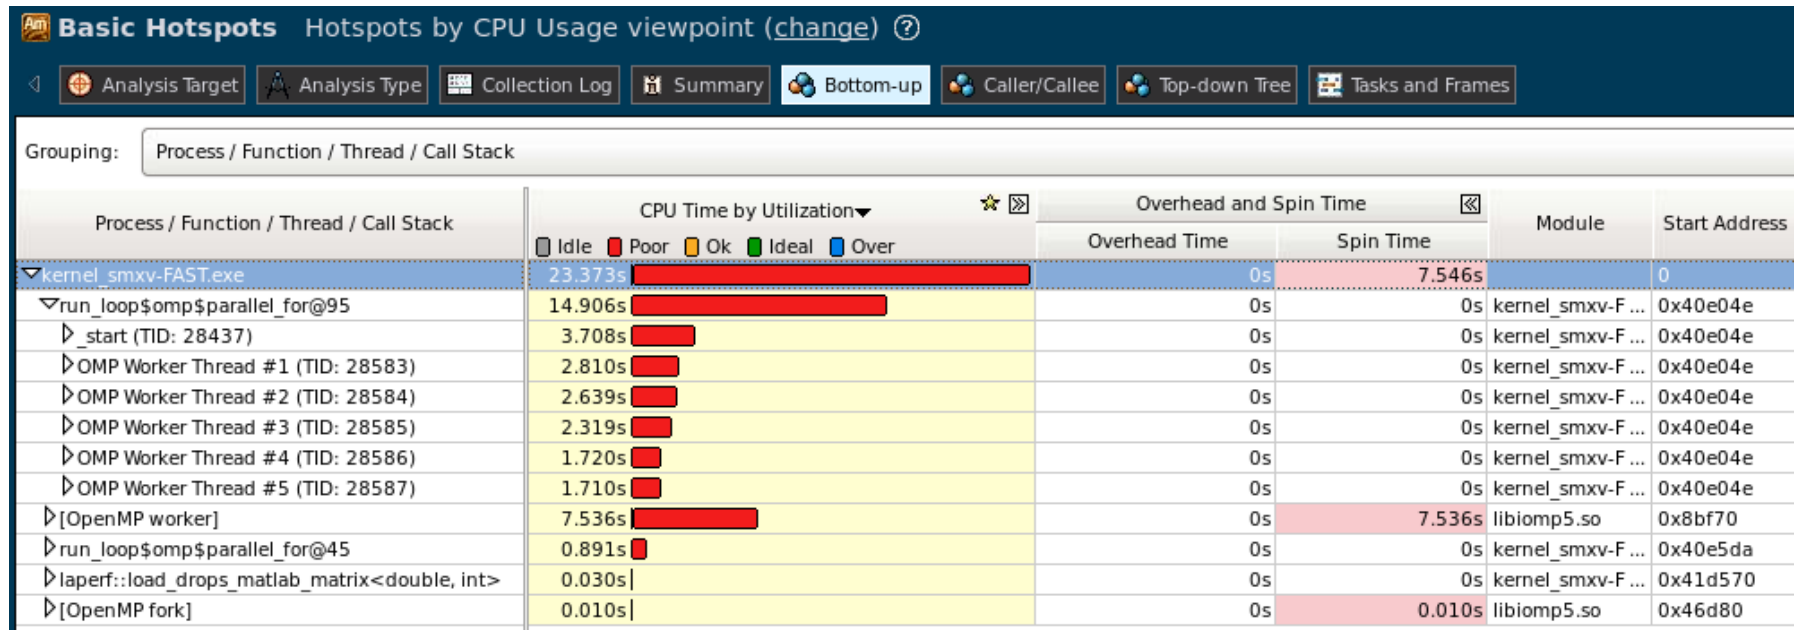 Am Basic Hotspots Hotspots by CPU Usage viewpoint (change) ?
Analysis Target Analysis Type Collection Log Summary Bottom-up Caller/Callee Top-down Tree Tasks and Frames
Grouping: Process / Function / Thread / Call Stack
Process / Function / Thread / Call Stack CPU Time by Utilization Overhead and Spin Time Module Start Address
Idle Poor Ok Ideal Over Overhead Time Spin Time
kernel_smxv-FAST.exe 23.373s 0s 7.546s 0
run_loop$omp$parallel_for@95 14.906s 0s 0s kernel_smxv-F ... 0x40e04e
_start (TID: 28437) 3.708s 0s 0s kernel_smxv-F ... 0x40e04e
OMP Worker Thread #1 (TID: 28583) 2.810s 0s 0s kernel_smxv-F ... 0x40e04e
OMP Worker Thread #2 (TID: 28584) 2.639s 0s 0s kernel_smxv-F ... 0x40e04e
OMP Worker Thread #3 (TID: 28585) 2.319s 0s 0s kernel_smxv-F ... 0x40e04e
OMP Worker Thread #4 (TID: 28586) 1.720s 0s 0s kernel_smxv-F ... 0x40e04e
OMP Worker Thread #5 (TID: 28587) 1.710s 0s 0s kernel_smxv-F ... 0x40e04e
[OpenMP worker] 7.536s 0s 7.536s libiomp5.so 0x8bf70
run_loop$omp$parallel_for@45 0.891s 0s 0s kernel_smxv-F ... 0x40e5da
laperf::load_drops_matlab_matrix<double, int> 0.030s 0s 0s kernel_smxv-F ... 0x41d570
[OpenMP fork] 0.010s 0s 0.010s libiomp5.so 0x46d80